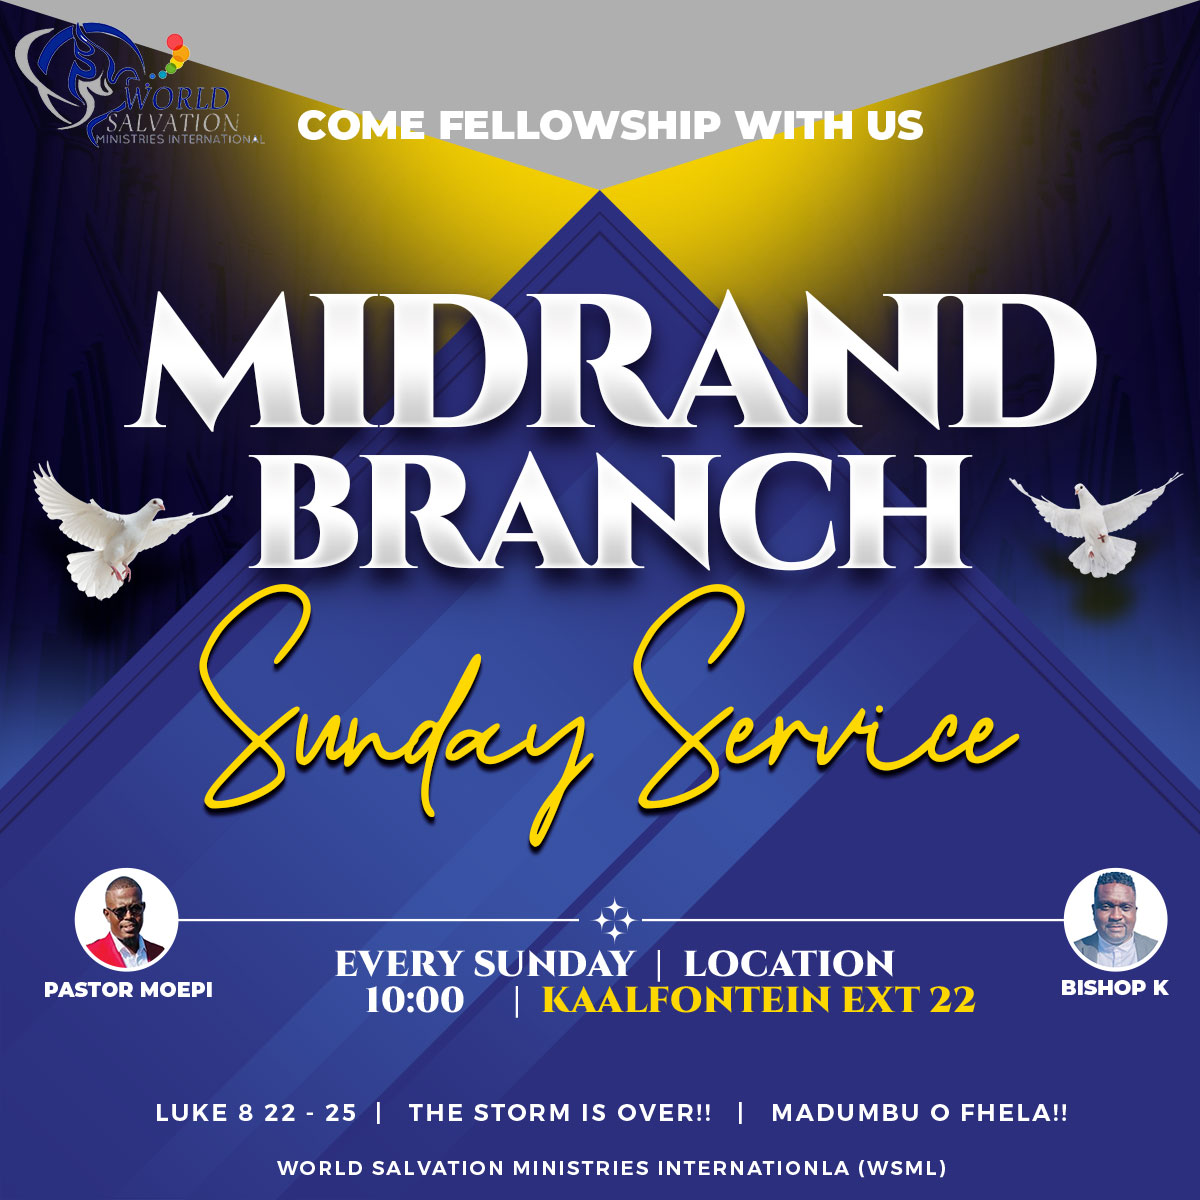 WORLD
SALVATION
MINISTRIES INTERNATIONAL
COME FELLOWSHIP WITH US
MIDRAND
BRANCH
Sunday Service
EVERY SUNDAY | LOCATION
10:00 | KAALFONTEIN EXT 22
PASTOR MOEPI
BISHOP K
LUKE 8 22 - 25 | THE STORM IS OVER!! | MADUMBU O FHELA!!
WORLD SALVATION MINISTRIES INTERNATIONLA (WSML)